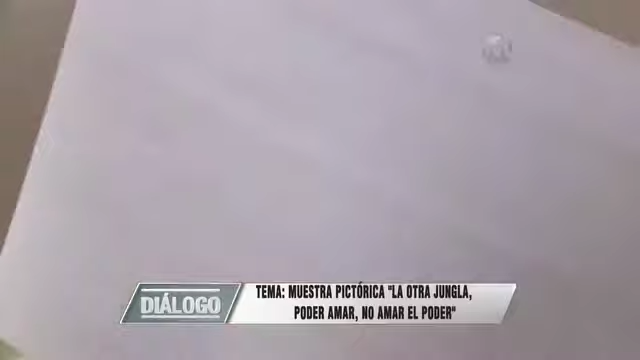 DIÁLOGO
TEMA: MUESTRA PICTÓRICA "LA OTRA JUNGLA,
PODER AMAR, NO AMAR EL PODER"